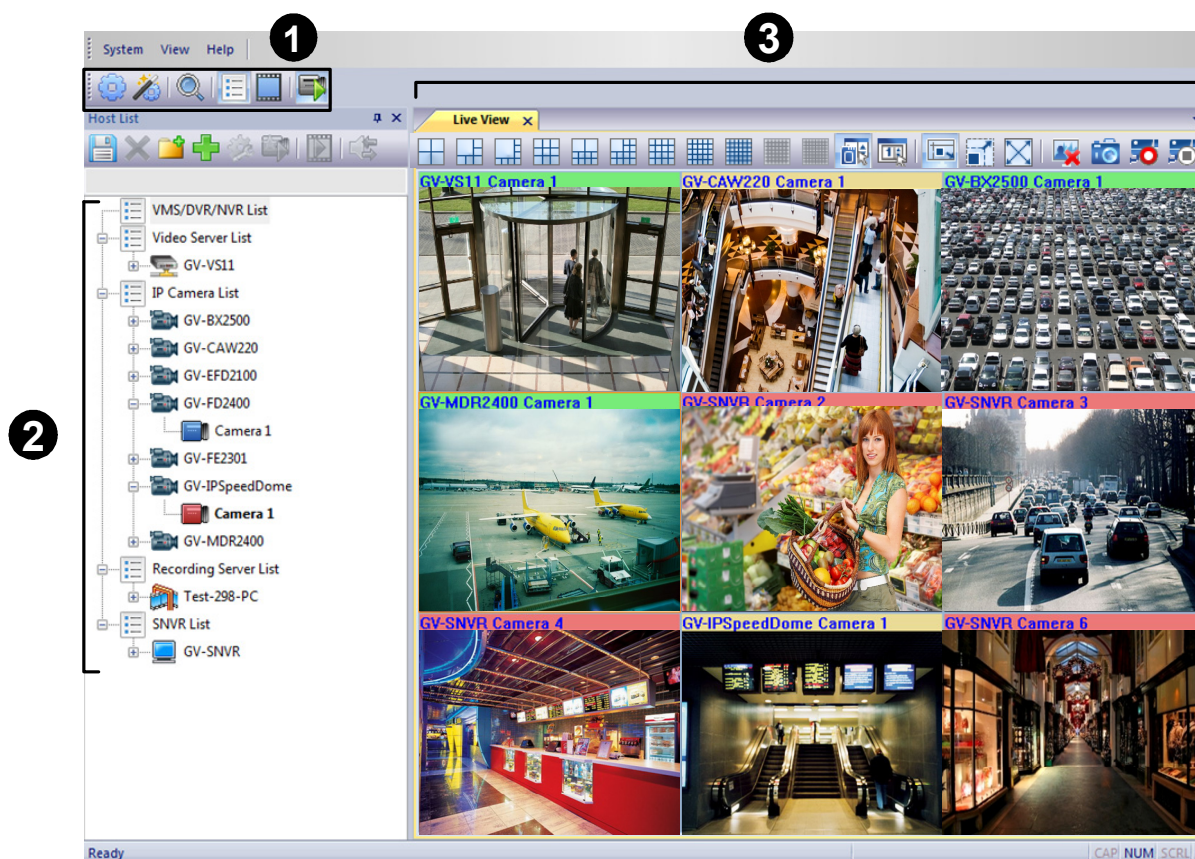 1
3
System View Help
Host List
Live View
GV-VS11 Camera 1
GV-CAW220 Camera 1
GV-BX2500 Camera 1
VMS/DVR/NVR List
Video Server List
GV-VS11
IP Camera List
GV-BX2500
GV-CAW220
GV-EFD2100
GV-FD2400
Camera 1
GV-FE2301
GV-IPSpeedDome
Camera 1
GV-MDR2400
Recording Server List
Test-298-PC
SNVR List
GV-SNVR
2
GV-MDR2400 Camera 1
GV-SNVR Camera 2
GV-SNVR Camera 3
GV-SNVR Camera 4
GV-IPSpeedDome Camera 1
GV-SNVR Camera 6
Ready
CAP NUM SCRL